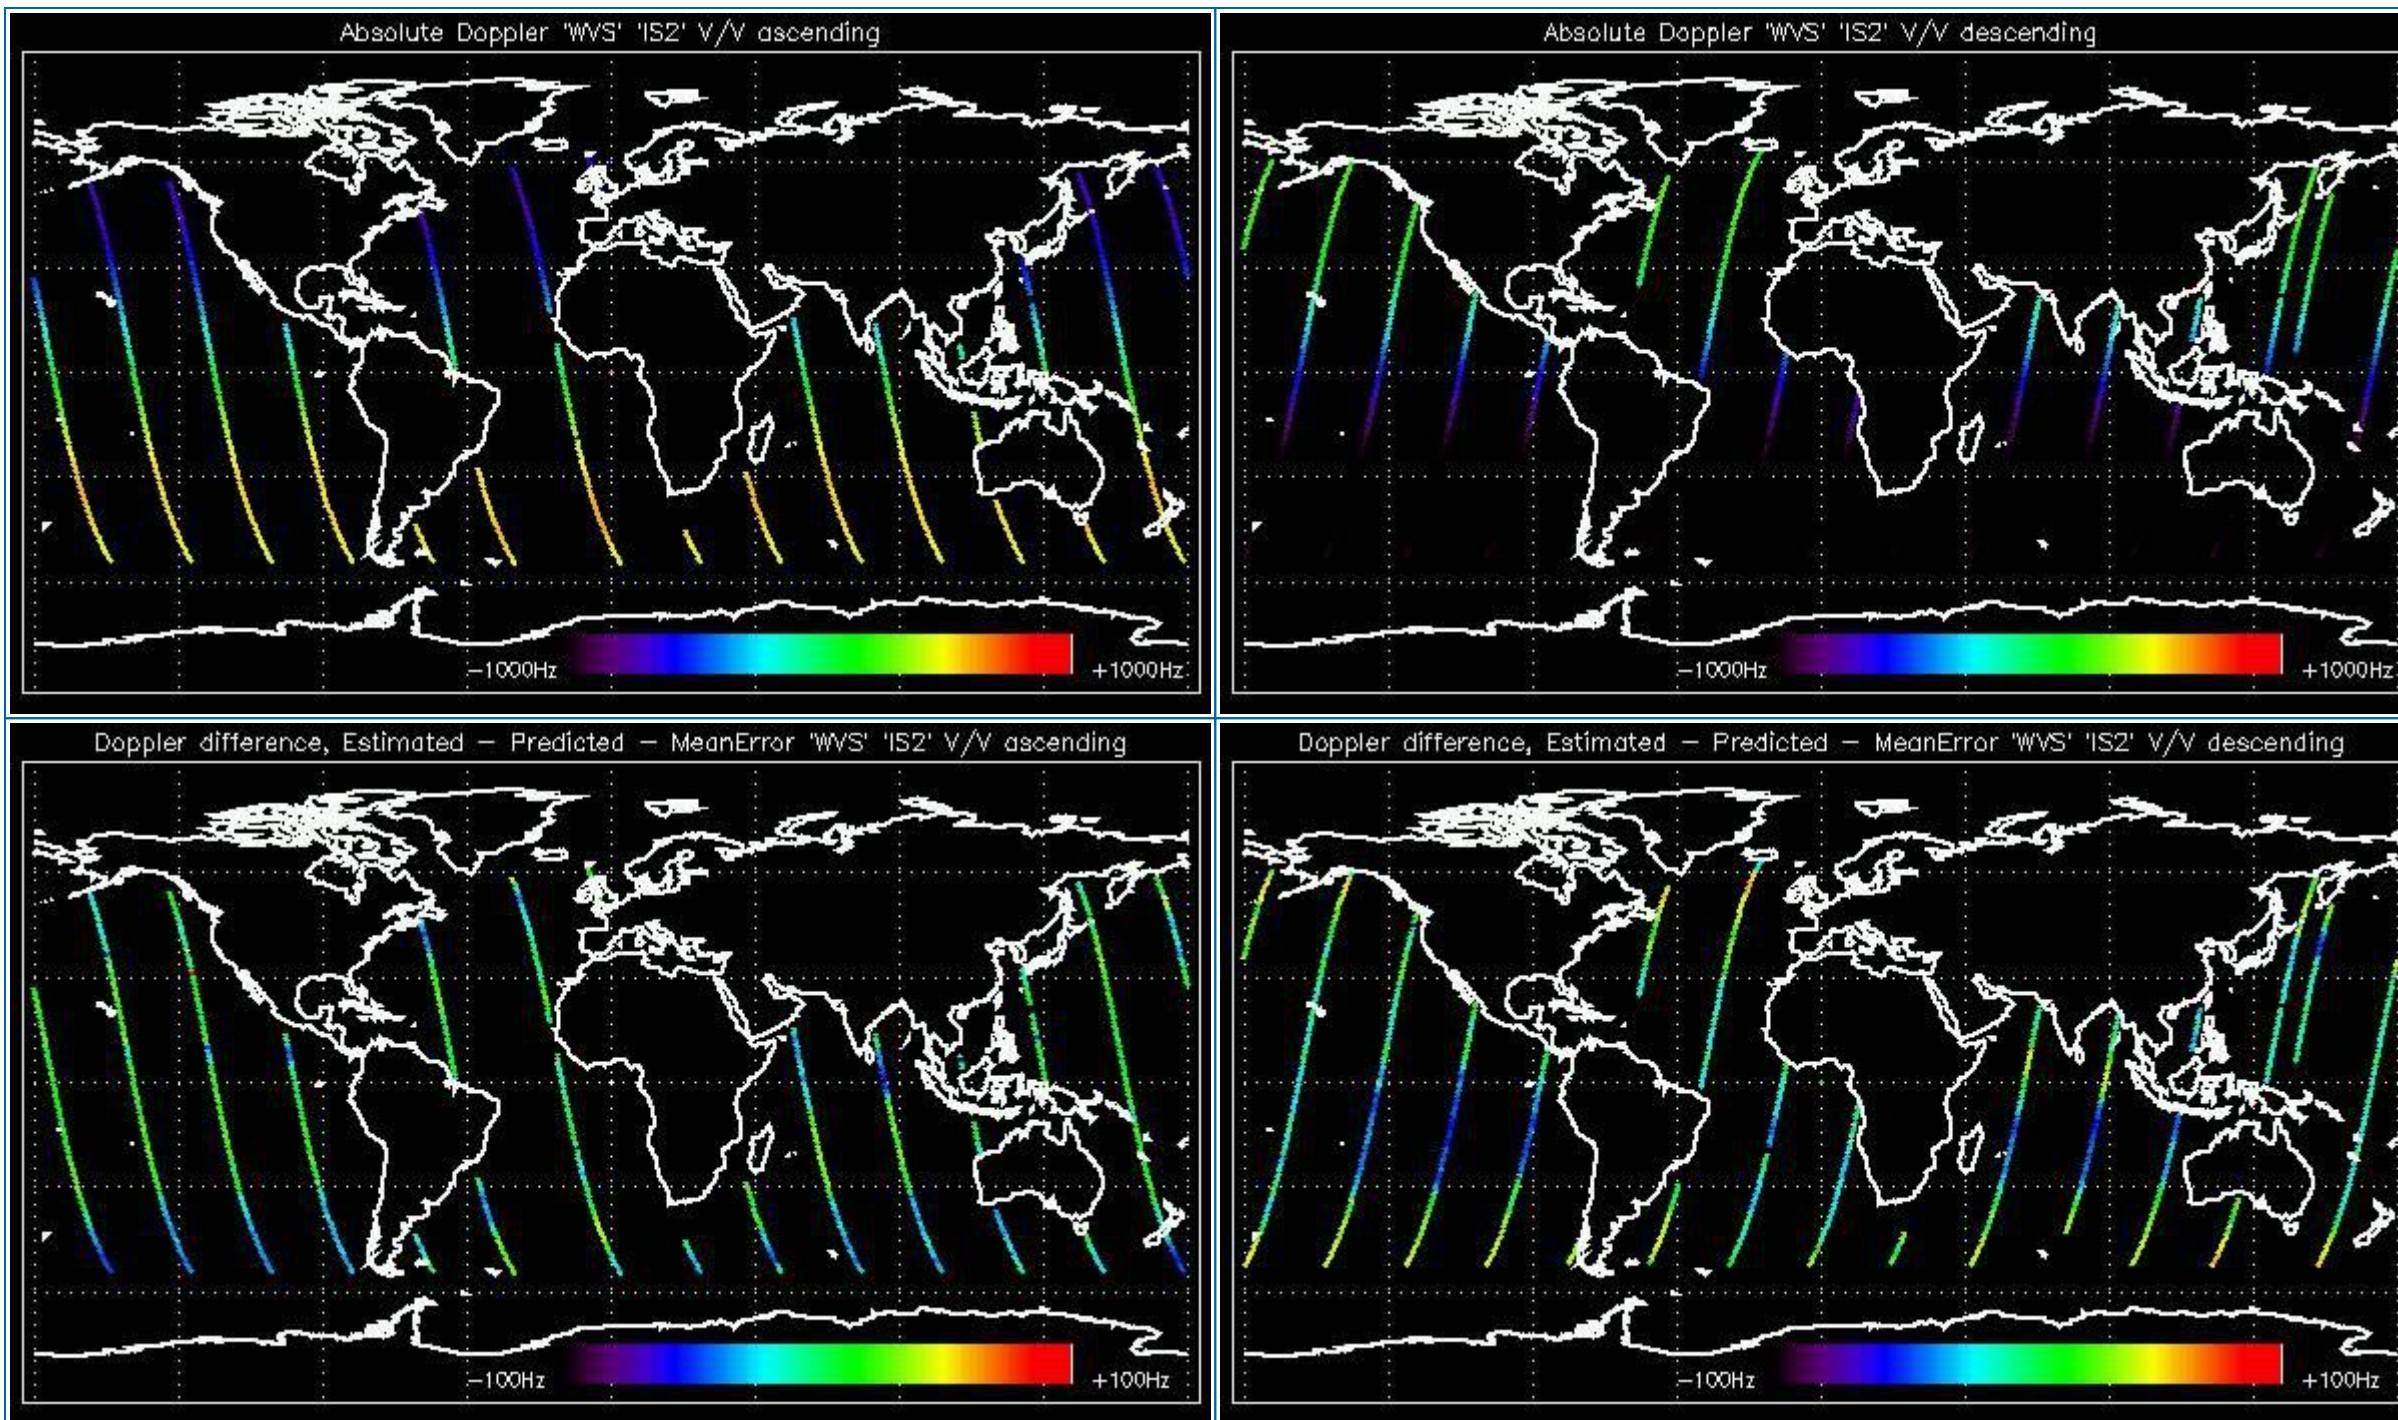 Absolute Doppler 'WVS' 'IS2' V/V ascending
-1000Hz
+1000Hz
Absolute Doppler 'WVS' 'IS2' V/V descending
-1000Hz
+1000Hz
Doppler difference, Estimated - Predicted - MeanError 'WVS' 'IS2' V/V ascending
-100Hz
+100Hz
Doppler difference, Estimated - Predicted - MeanError 'WVS' 'IS2' V/V descending
-100Hz
+100Hz